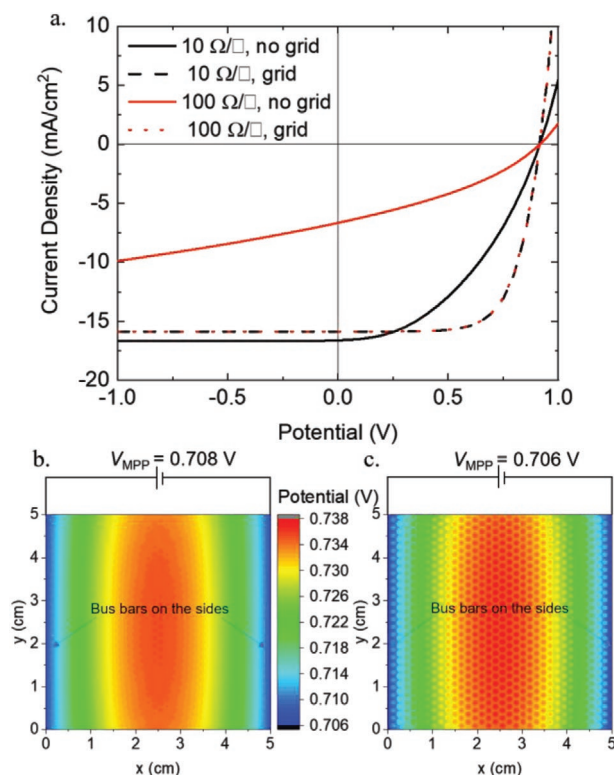 a.
10 Ω/□, no grid
10 Ω/□, grid
100 Ω/□, no grid
100 Ω/□, grid
Current Density (mA/cm²)
10
5
0
-5
-10
-15
-20
-1.0
-0.5
0.0
0.5
1.0
Potential (V)
b.
V_MPP = 0.708 V
y (cm)
5
4
3
2
1
0
Bus bars on the sides
0
1
2
3
4
5
x (cm)
Potential (V)
0.738
0.734
0.730
0.726
0.722
0.718
0.714
0.710
0.706
c.
V_MPP = 0.706 V
y (cm)
5
4
3
2
1
0
Bus bars on the sides
0
1
2
3
4
5
x (cm)